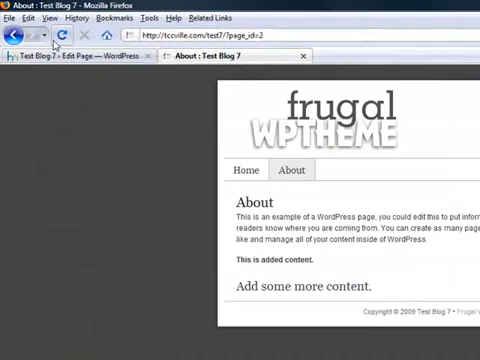 About : Test Blog 7 - Mozilla Firefox
File Edit View History Bookmarks Tools Help Related Links
http://tccville.com/test7/?page_id=2
Test Blog 7 › Edit Page — WordPress
About : Test Blog 7
frugal
WPTHEME
Home About
About
This is an example of a WordPress page, you could edit this to put infor
readers know where you are coming from. You can create as many page
like and manage all of your content inside of WordPress.
This is added content.
Add some more content.
Copyright © 2009 Test Blog 7 • Frugal